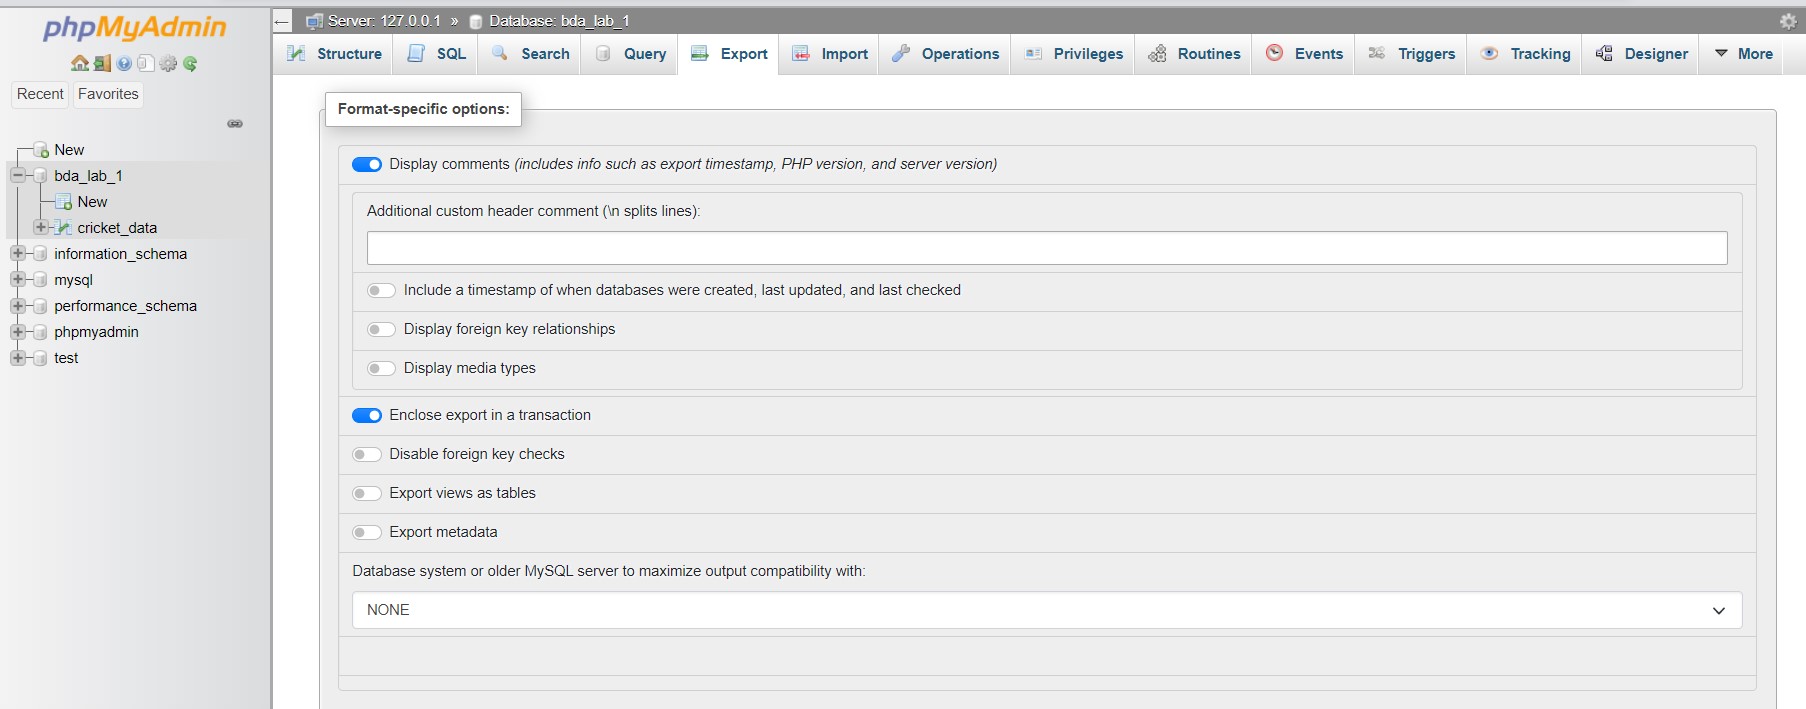 phpMyAdmin
Recent Favorites
New
bda_lab_1
New
cricket_data
information_schema
mysql
performance_schema
phpmyadmin
test
Server: 127.0.0.1 » Database: bda_lab_1
Structure SQL Search Query Export Import Operations Privileges Routines Events Triggers Tracking Designer More
Format-specific options:
Display comments (includes info such as export timestamp, PHP version, and server version)
Additional custom header comment (\n splits lines):
Include a timestamp of when databases were created, last updated, and last checked
Display foreign key relationships
Display media types
Enclose export in a transaction
Disable foreign key checks
Export views as tables
Export metadata
Database system or older MySQL server to maximize output compatibility with:
NONE